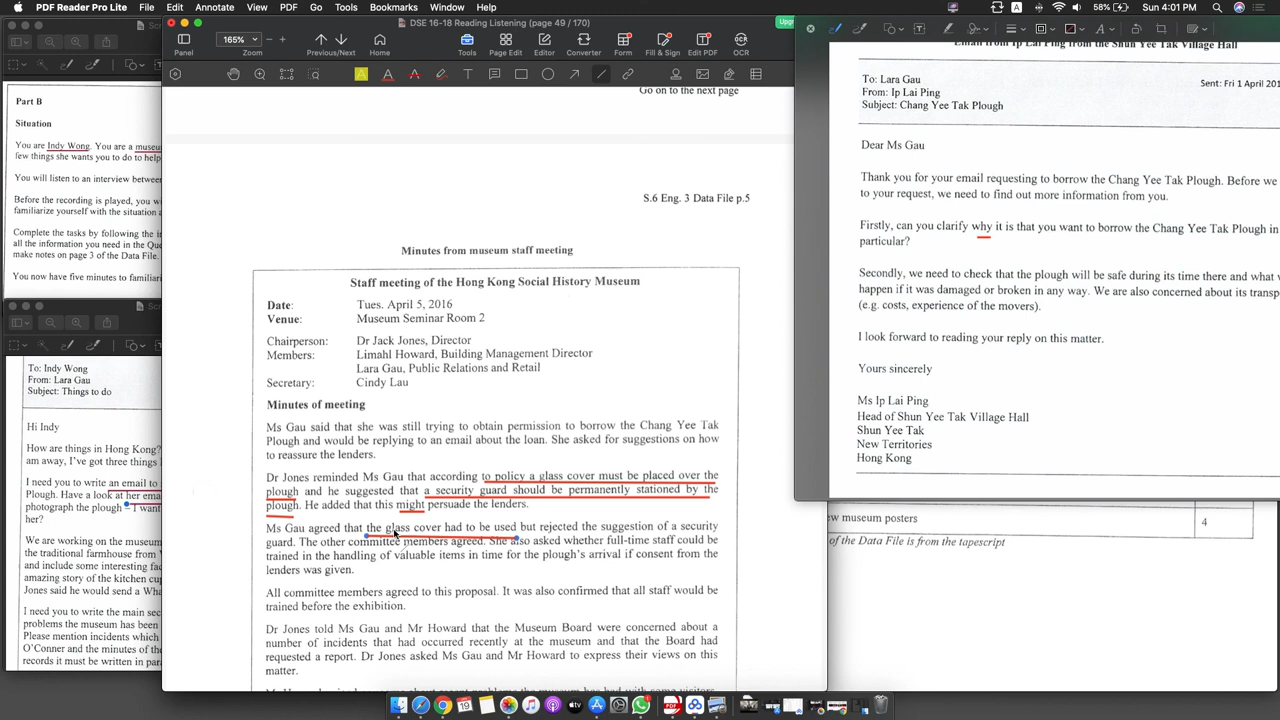 PDF Reader Pro File Edit View Tools Bookmarks Window Help
A 58% Sun 4:01 PM
DSE 16-18 Reading Listening (page 49 / 170)
165%
Panel Zoom Previous/Next Home Tools Page Edit Editor Converter Form Fill & Sign Edit PDF OCR
Go on to the next page
S.6 Eng. 3 Data File p.5
Minutes from museum staff meeting
Staff meeting of the Hong Kong Social History Museum
Date: Tues. April 5, 2016
Venue: Museum Seminar Room 2
Chairperson: Dr Jack Jones, Director
Members: Limahl Howard, Building Management Director
Lara Gau, Public Relations and Retail
Secretary: Cindy Lau
Minutes of meeting
Ms Gau said that she was still trying to obtain permission to borrow the Chang Yee Tak
Plough and would be replying to an email about the loan. She asked for suggestions on how
to reassure the lenders.
Dr Jones reminded Ms Gau that according to policy a glass cover must be placed over the
plough and he suggested that a security guard should be permanently stationed by the
plough. He added that this might persuade the lenders.
Ms Gau agreed that the glass cover had to be used but rejected the suggestion of a security
guard. The other committee members agreed. She also asked whether full-time staff could be
trained in the handling of valuable items in time for the plough's arrival if consent from the
lenders was given.
All committee members agreed to this proposal. It was also confirmed that all staff would be
trained before the exhibition.
Dr Jones told Ms Gau and Mr Howard that the Museum Board were concerned about a
number of incidents that had occurred recently at the museum and that the Board had
requested a report. Dr Jones asked Ms Gau and Mr Howard to express their views on this
matter.
Part B
Situation
You are Indy Wong. You are a museu
few things she wants you to do to help
You will listen to an interview between
Before the recording is played, you wi
familiarize yourself with the situation a
Complete the tasks by following the in
all the information you need in the Que
make notes on page 3 of the Data File.
You now have five minutes to familiari
To: Indy Wong
From: Lara Gau
Subject: Things to do
Hi Indy
How are things in Hong Kong?
am away, I've got three things
I need you to write an email to
Plough. Have a look at her ema
photograph the plough - 'I want
her?
We are working on the museum
the traditional farmhouse from
and include some interesting fac
amazing story of the kitchen cup
Jones said he would send a Wha
I need you to write the main sec
problems the museum has been
Please mention incidents which
O'Conner and the minutes of the
records it must be written in par
Email from Ip Lai Ping from the Shun Yee Tak Village Hall
To: Lara Gau
Sent: Fri 1 April 201
From: Ip Lai Ping
Subject: Chang Yee Tak Plough
Dear Ms Gau
Thank you for your email requesting to borrow the Chang Yee Tak Plough. Before we
to your request, we need to find out more information from you.
Firstly, can you clarify why it is that you want to borrow the Chang Yee Tak Plough in
particular?
Secondly, we need to check that the plough will be safe during its time there and what
happen if it was damaged or broken in any way. We are also concerned about its transp
(e.g. costs, experience of the movers).
I look forward to reading your reply on this matter.
Yours sincerely
Ms Ip Lai Ping
Head of Shun Yee Tak Village Hall
Shun Yee Tak
New Territories
Hong Kong
ew museum posters 4
of the Data File is from the tapescript